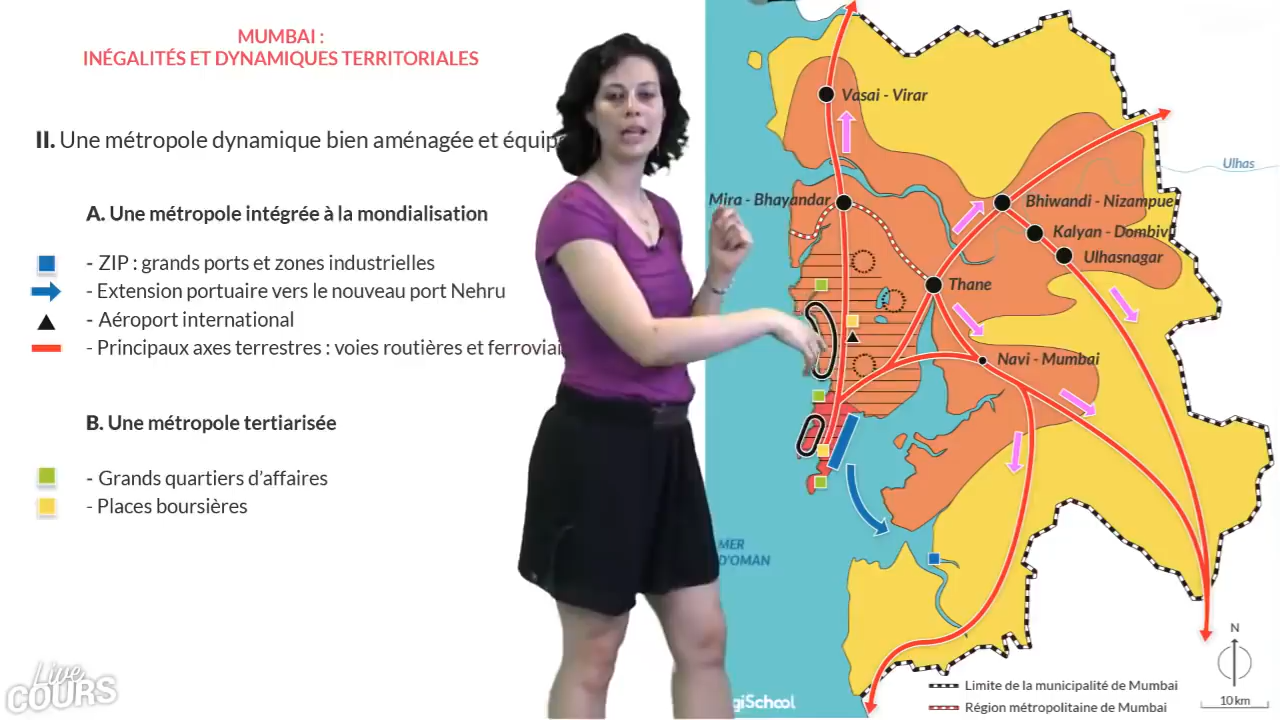 MUMBAI :
INÉGALITÉS ET DYNAMIQUES TERRITORIALES
II. Une métropole dynamique bien aménagée et
A. Une métropole intégrée à la mondialisation
- ZIP : grands ports et zones industrielles
- Extension portuaire vers le nouveau port Nehru
- Aéroport international
- Principaux axes terrestres : voies routières et
B. Une métropole tertiarisée
- Grands quartiers d'affaires
- Places boursières
Live
COURS
Vasai - Virar
Ulhas
Mira - Bhayandar
Bhiwandi - Nizampue
Kalyan - Dombiv
Ulhasnagar
Thane
Navi - Mumbai
MER
D'OMAN
N
10 km
Limite de la municipalité de Mumbai
Région métropolitaine de Mumbai
giSchool